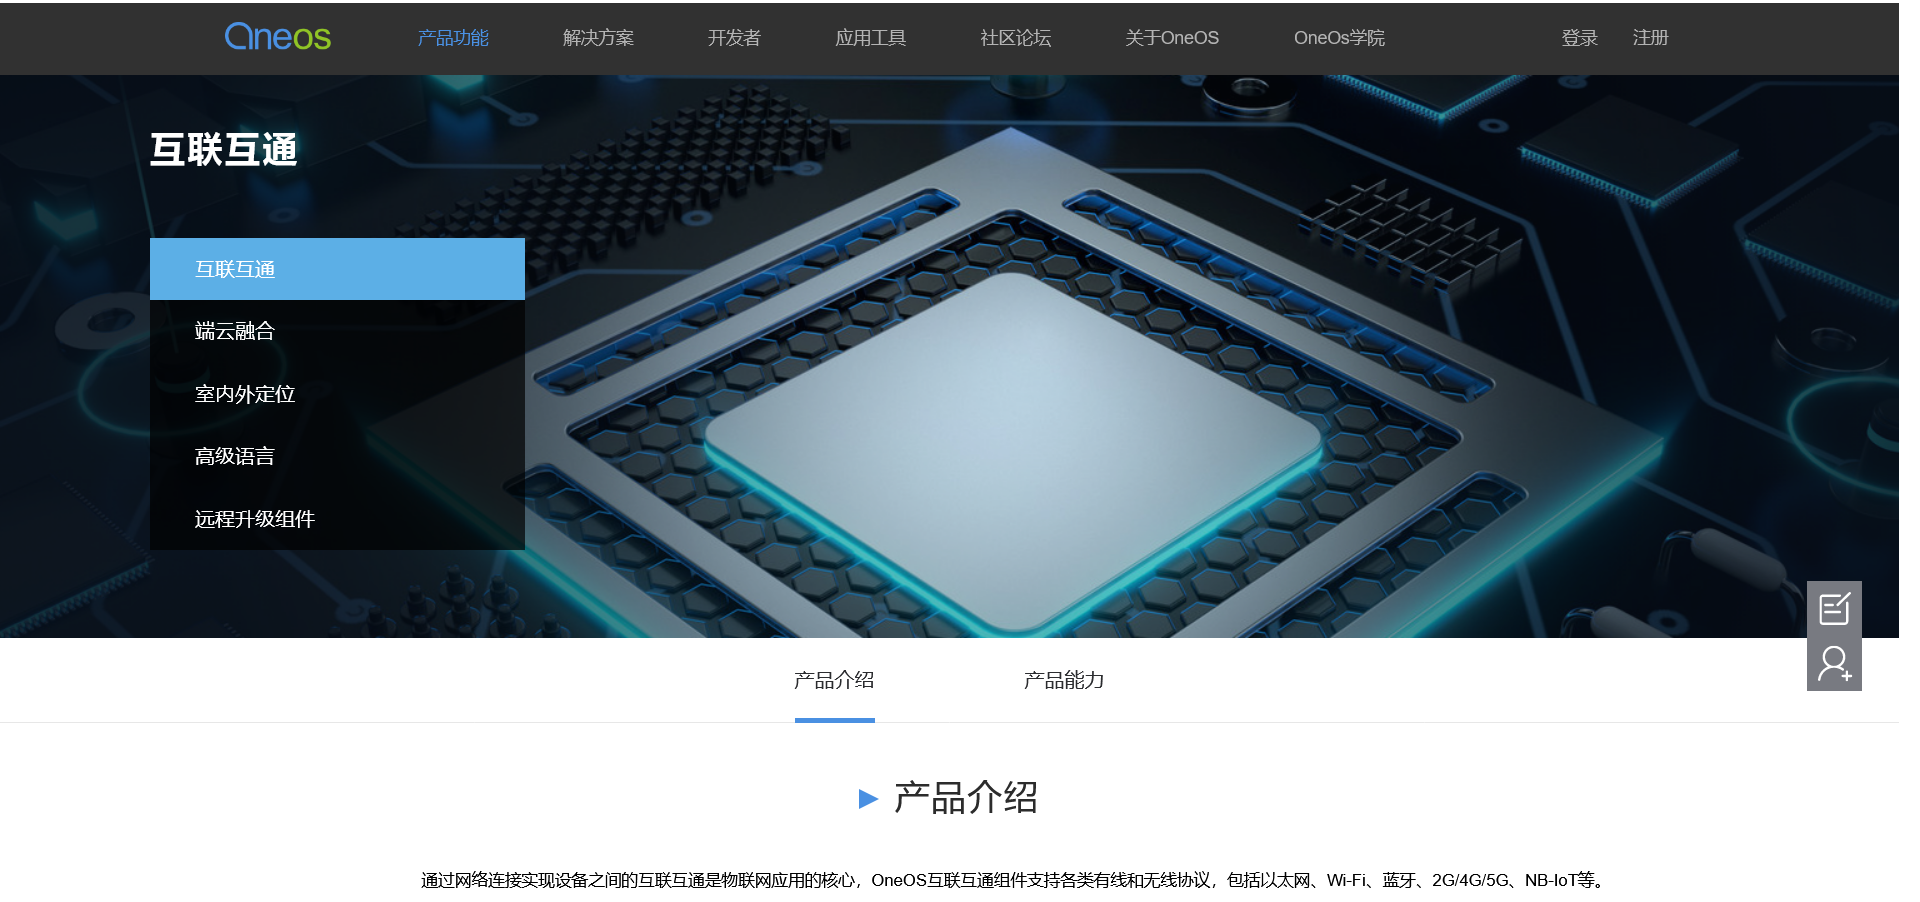 Oneos 产品功能 解决方案 开发者 应用工具 社区论坛 关于OneOS OneOs学院 登录 注册
互联互通
互联互通
端云融合
室内外定位
高级语言
远程升级组件
产品介绍 产品能力
产品介绍
通过网络连接实现设备之间的互联互通是物联网应用的核心，OneOS互联互通组件支持各类有线和无线协议，包括以太网、Wi-Fi、蓝牙、2G/4G/5G、NB-IoT等。